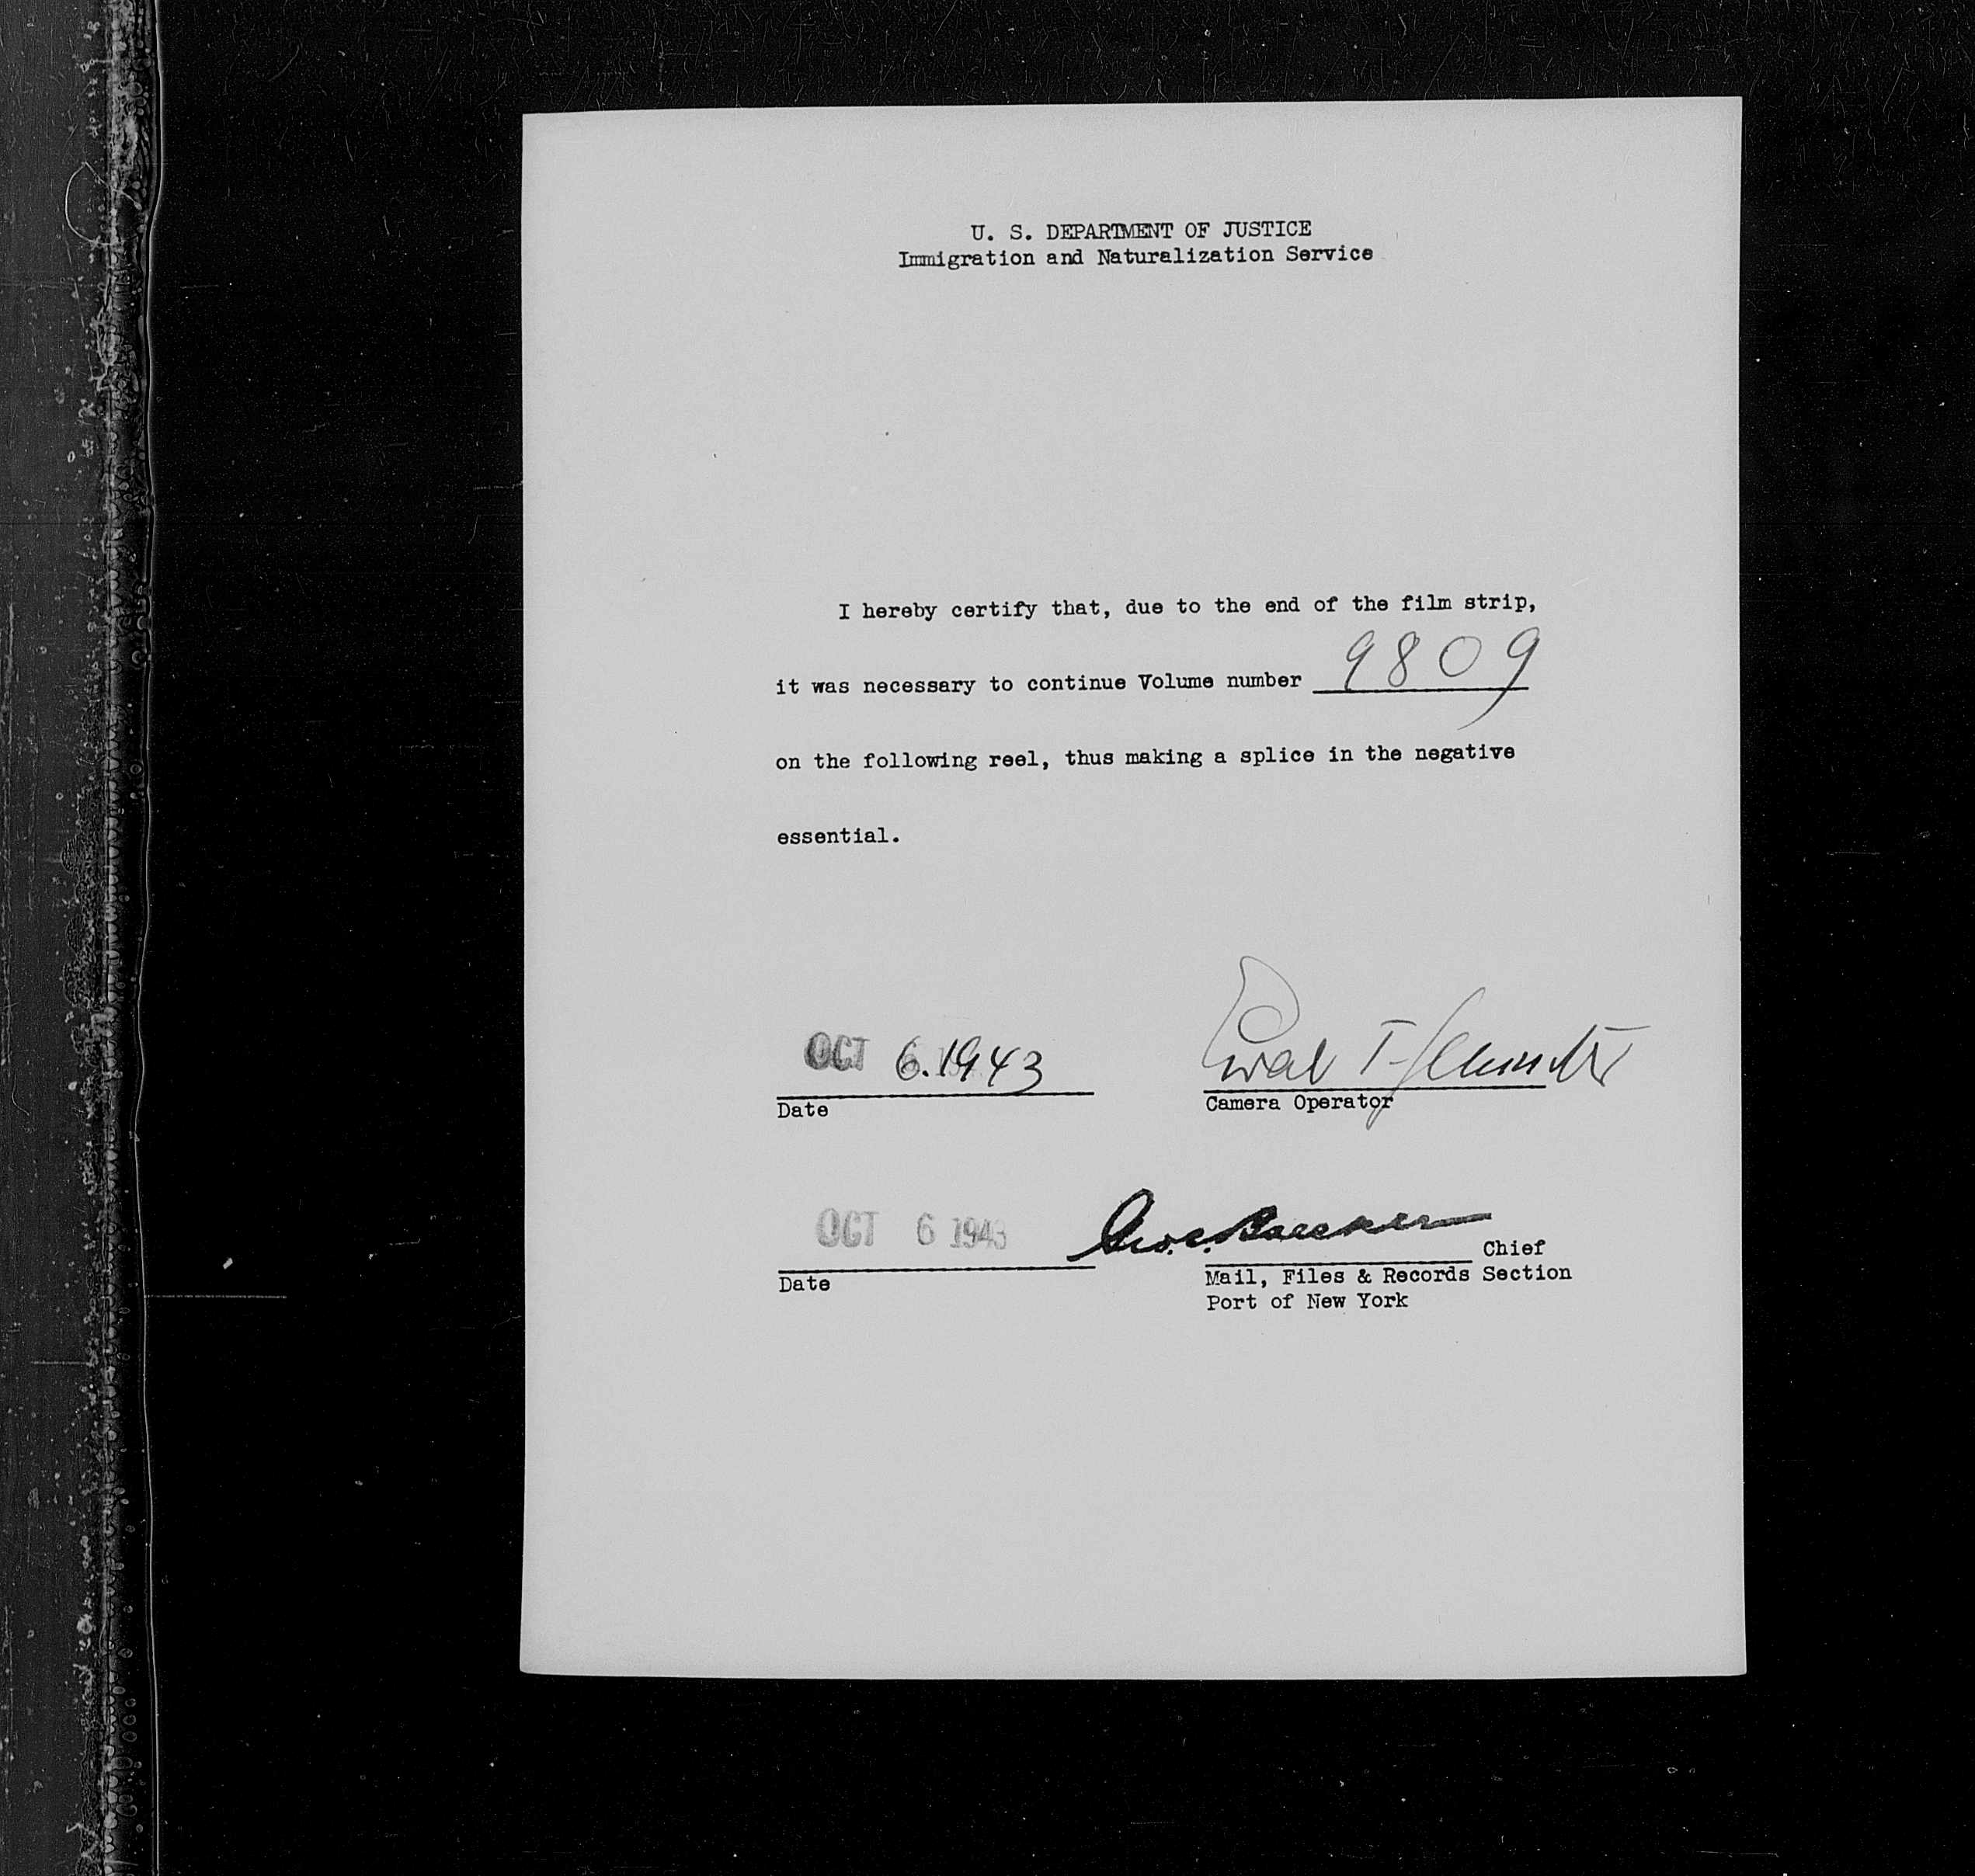 U. S. DEPARTMENT OF JUSTICE
Immigration and Naturalization Service
I hereby certify that, due to the end of the film strip,
it was necessary to continue Volume number 9809
on the following reel, thus making a splice in the negative
essential.
OCT 6.1943
Date
Camera Operator
OCT 6 1943
Geo. C.
Chief
Date
Mail, Files & Records Section
Port of New York